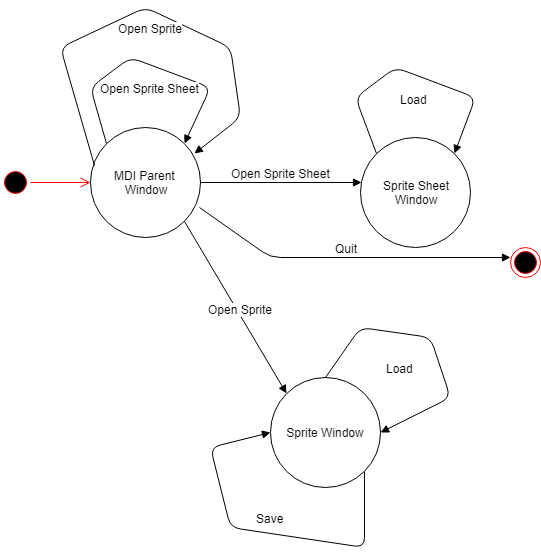 Open Sprite
Open Sprite Sheet
Load
MDI Parent
Window
Open Sprite Sheet
Sprite Sheet
Window
Quit
Open Sprite
Load
Sprite Window
Save